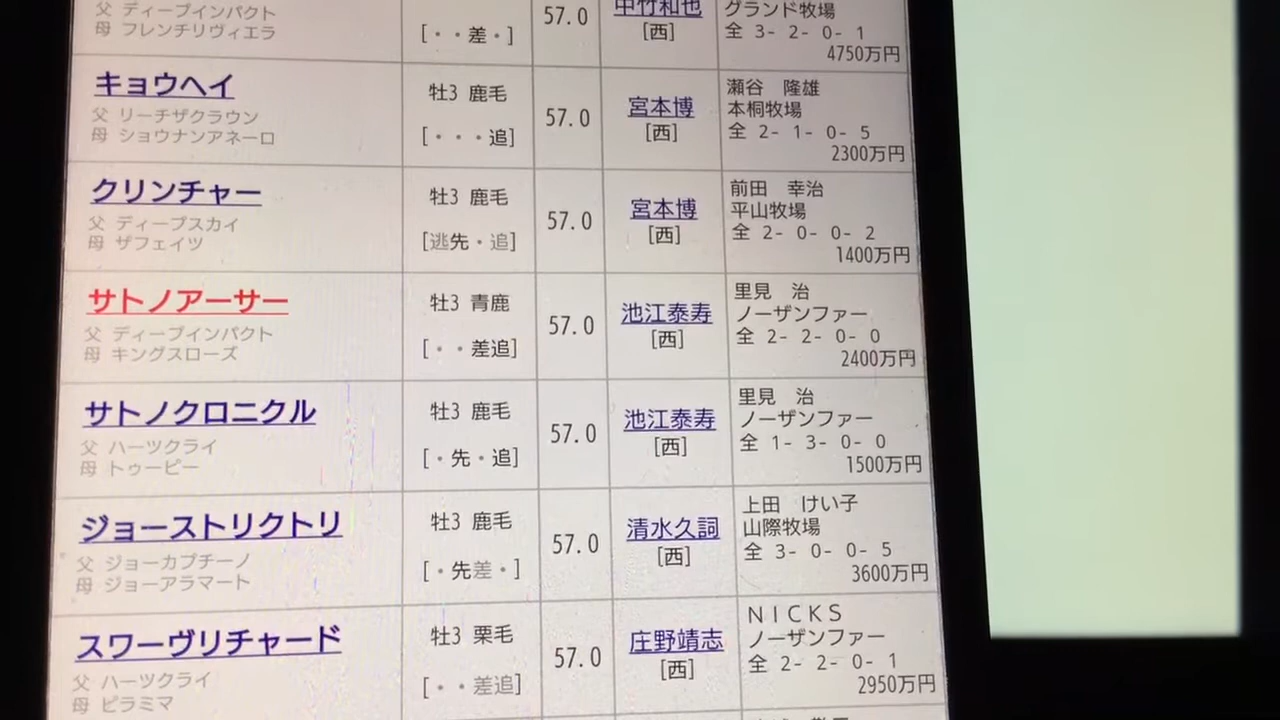 父 ディープインパクト
母 フレンチリヴィエラ
[・・差・]
57.0
中竹和也
[西]
グランド牧場
全 3- 2- 0- 1
4750万円
キョウヘイ
父 リーチザクラウン
母 ショウナンアネーロ
牡3 鹿毛
[・・・追]
57.0
宮本博
[西]
瀬谷 隆雄
本桐牧場
全 2- 1- 0- 5
2300万円
クリンチャー
父 ディープスカイ
母 ザフェイツ
牡3 鹿毛
[逃先・追]
57.0
宮本博
[西]
前田 幸治
平山牧場
全 2- 0- 0- 2
1400万円
サトノアーサー
父 ディープインパクト
母 キングスローズ
牡3 青鹿
[・・差追]
57.0
池江泰寿
[西]
里見 治
ノーザンファー
全 2- 2- 0- 0
2400万円
サトノクロニクル
父 ハーツクライ
母 トゥーピー
牡3 鹿毛
[・先・追]
57.0
池江泰寿
[西]
里見 治
ノーザンファー
全 1- 3- 0- 0
1500万円
ジョーストリクトリ
父 ジョーカプチーノ
母 ジョーアラマート
牡3 鹿毛
[・先差・]
57.0
清水久詞
[西]
上田 けい子
山際牧場
全 3- 0- 0- 5
3600万円
スワーヴリチャード
父 ハーツクライ
母 ピラミマ
牡3 栗毛
[・・差追]
57.0
庄野靖志
[西]
NICKS
ノーザンファー
全 2- 2- 0- 1
2950万円